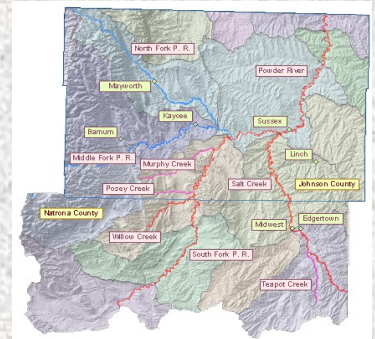 North Fork P. R.
Powder River
Mayworth
Kaycee
Sussex
Barnum
Linch
Middle Fork P. R.
Murphy Creek
Posey Creek
Salt Creek
Johnson County
Natrona County
Edgertown
Midwest
Willow Creek
South Fork P. R.
Teapot Creek